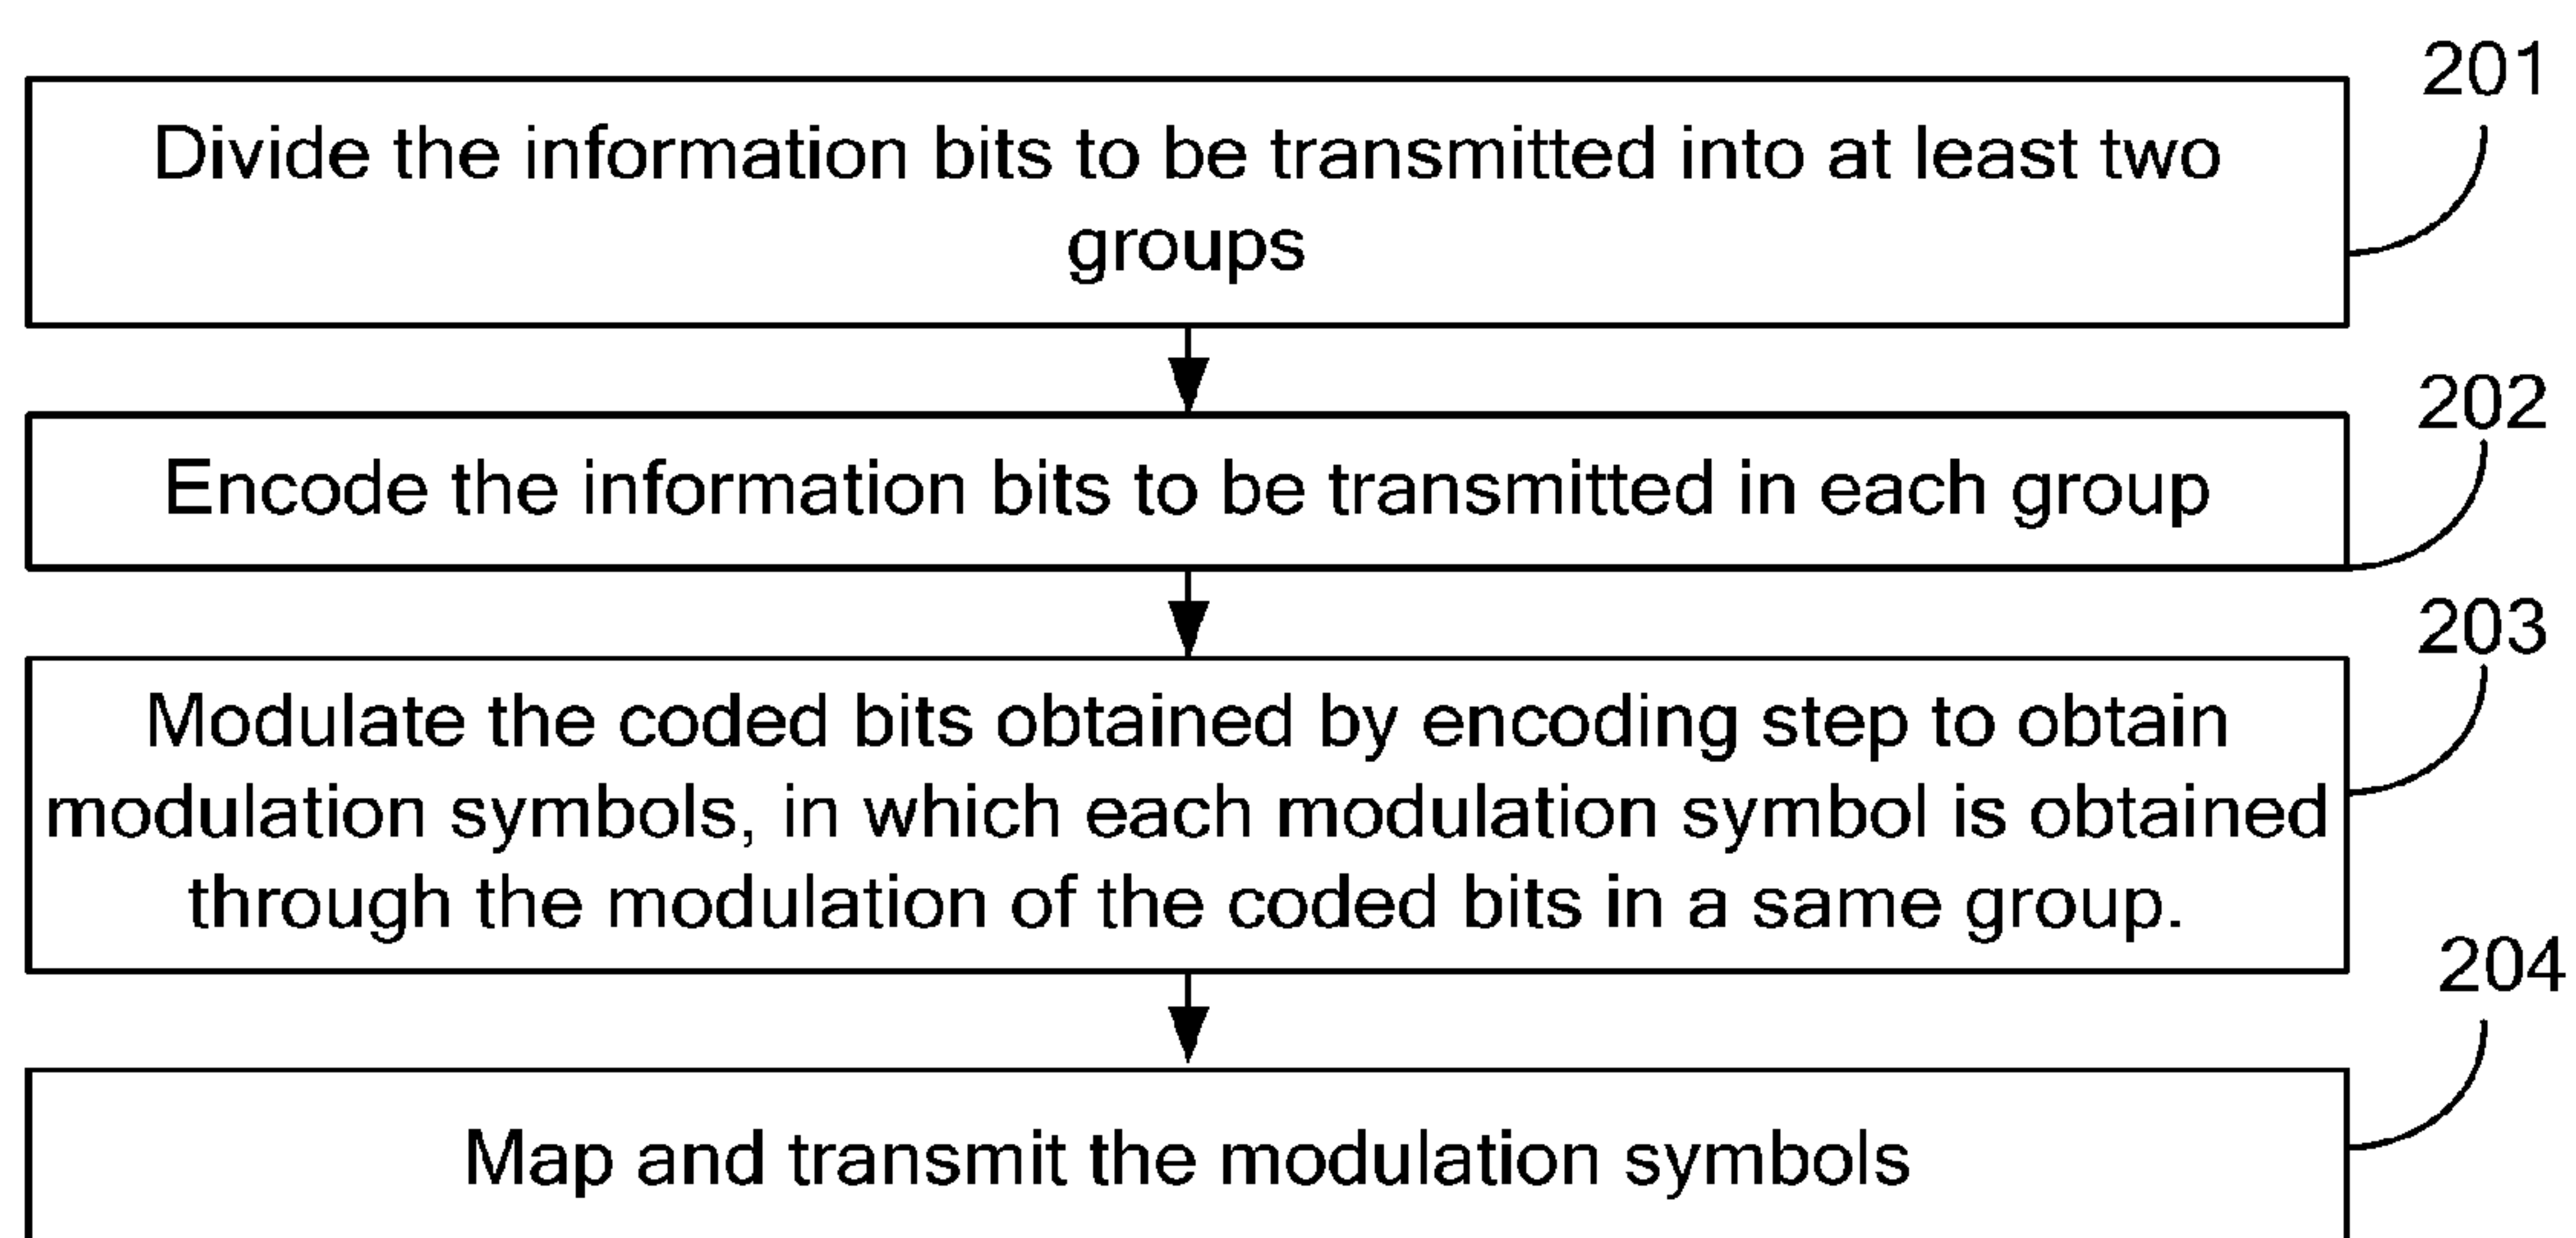 201
Divide the information bits to be transmitted into at least two
groups
202
Encode the information bits to be transmitted in each group
203
Modulate the coded bits obtained by encoding step to obtain
modulation symbols, in which each modulation symbol is obtained
through the modulation of the coded bits in a same group.
204
Map and transmit the modulation symbols